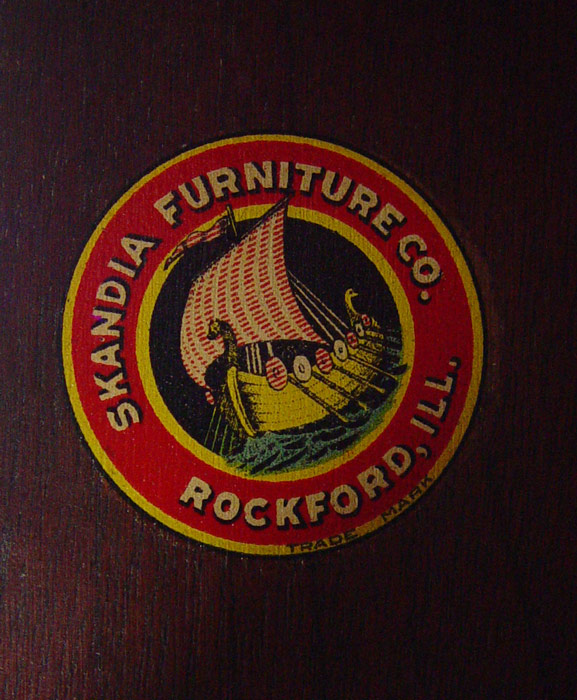 SKANDIA FURNITURE CO.
ROCKFORD, ILL.
TRADE MARK